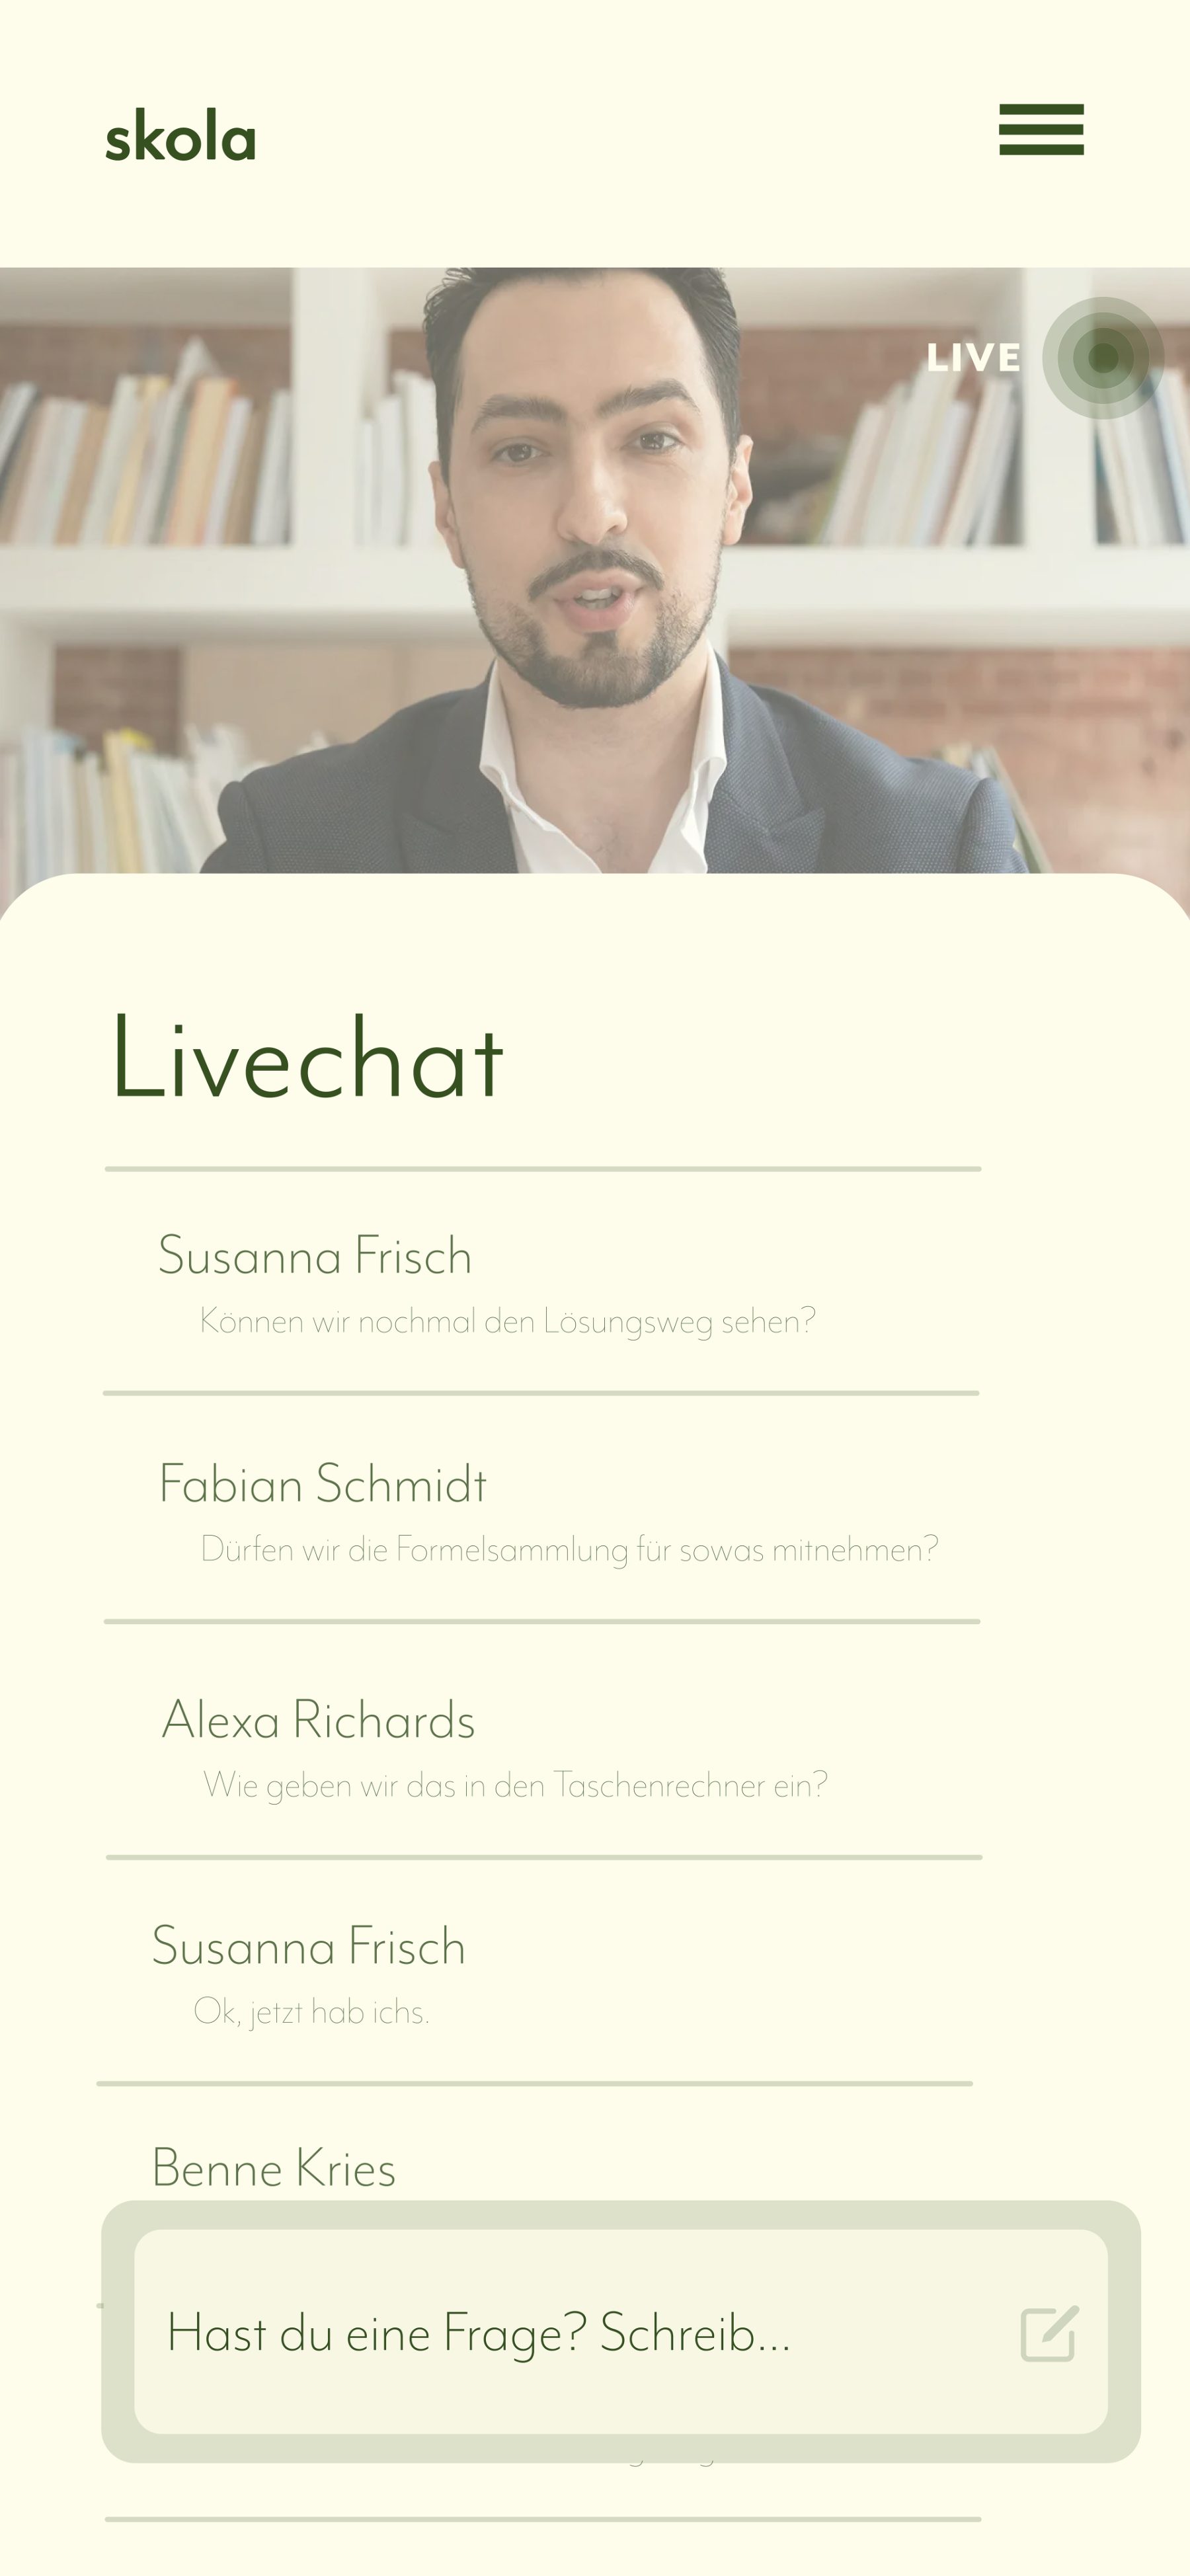 skola
LIVE
Livechat
Susanna Frisch
Können wir nochmal den Lösungsweg sehen?
Fabian Schmidt
Dürfen wir die Formelsammlung für sowas mitnehmen?
Alexa Richards
Wie geben wir das in den Taschenrechner ein?
Susanna Frisch
Ok, jetzt hab ichs.
Benne Kries
Hast du eine Frage? Schreib...